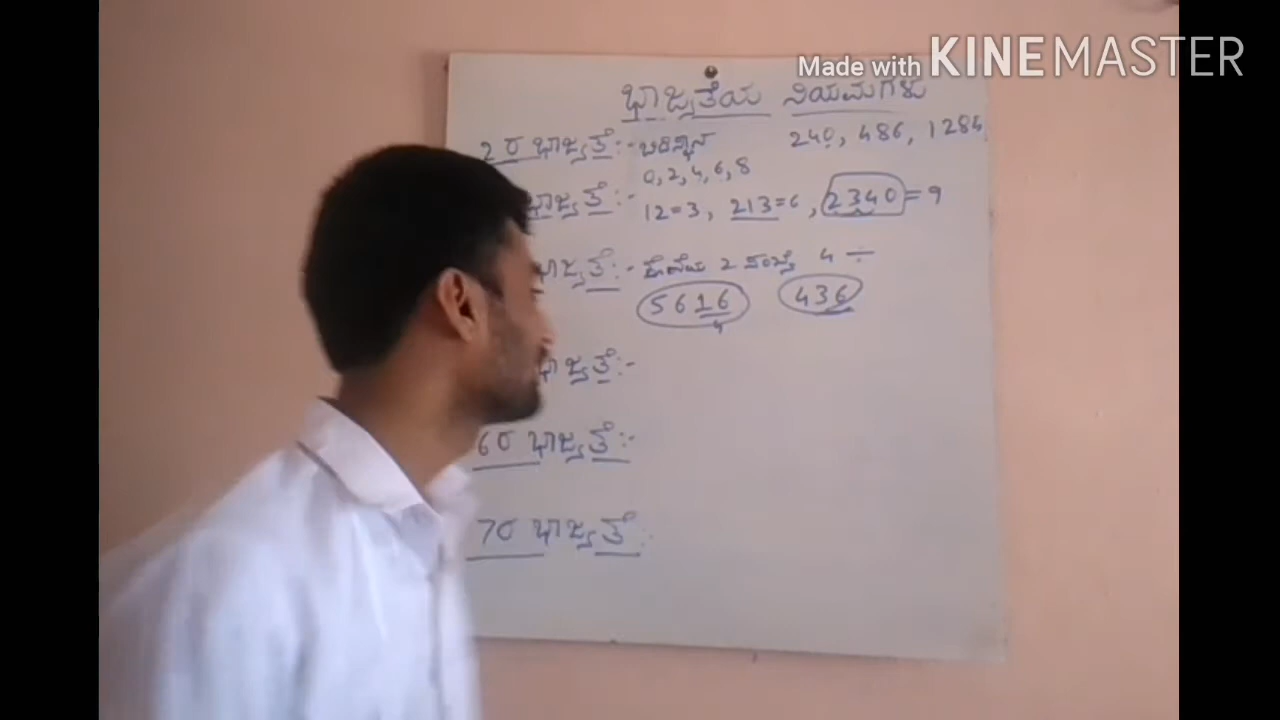 Made with KINEMASTER
ಭಾಜ್ಯತೆಯ ನಿಯಮಗಳು
2ರ ಭಾಜ್ಯತೆ:- ಬಿಡಿಸ್ಥಾನ 240, 486, 1284
0, 2, 4, 6, 8
ಭಾಜ್ಯತೆ:- 12=3, 213=6, 2340=9
ಭಾಜ್ಯತೆ:- ಕೊನೆಯ 2 ಸಂಖ್ಯೆ 4 ÷
5616 436
4
ಭಾಜ್ಯತೆ:-
6ರ ಭಾಜ್ಯತೆ:-
7ರ ಭಾಜ್ಯತೆ: